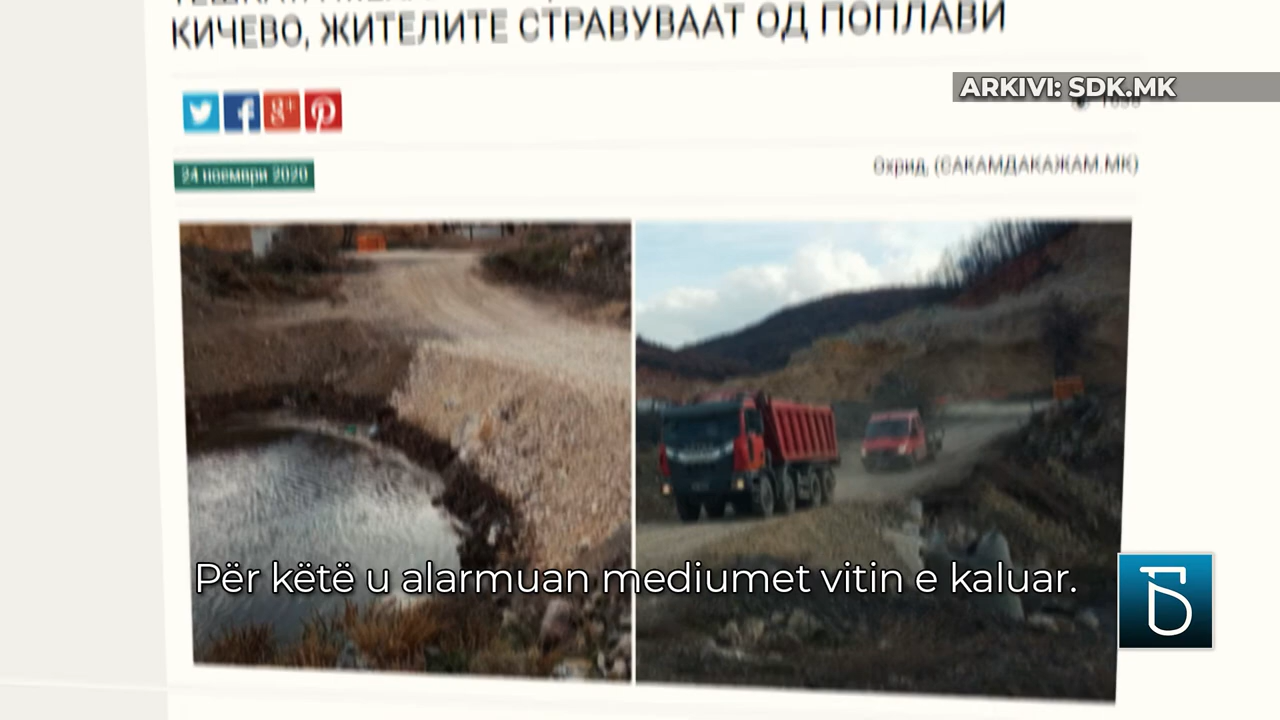 КИЧЕВО, ЖИТЕЛИТЕ СТРАВУВААТ ОД ПОПЛАВИ
ARKIVI: SDK.MK
24 ноември 2020
Охрид, (САКАМДАКАЖАМ.МК)
Për këtë u alarmuan mediumet vitin e kaluar.